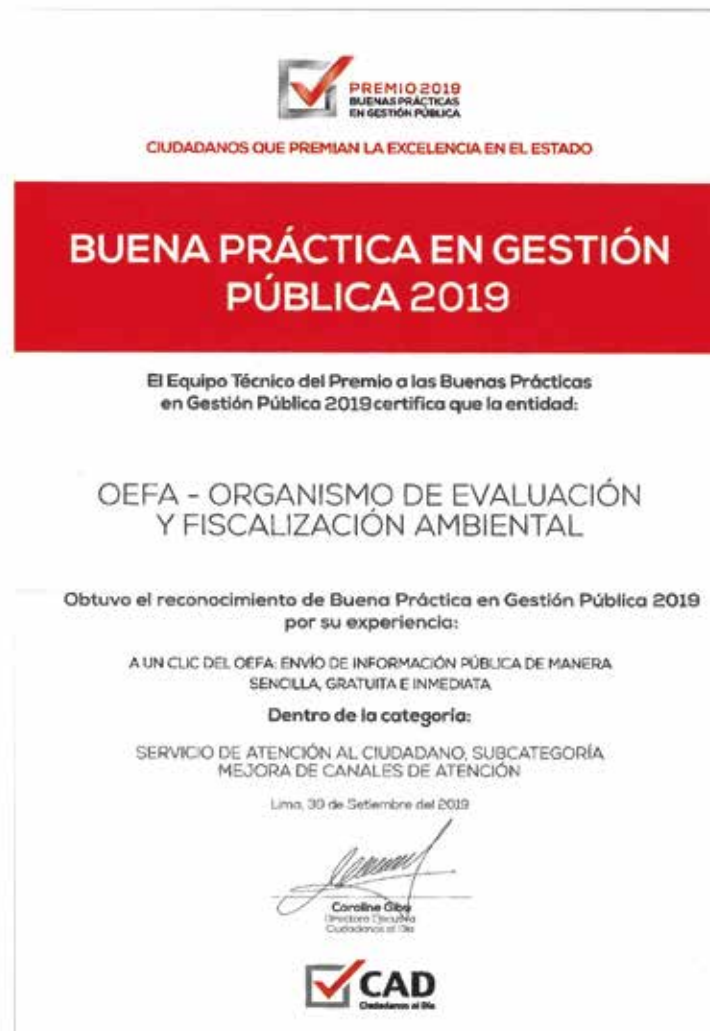 PREMIO 2019
BUENAS PRÁCTICAS
EN GESTIÓN PÚBLICA
CIUDADANOS QUE PREMIAN LA EXCELENCIA EN EL ESTADO
BUENA PRÁCTICA EN GESTIÓN
PÚBLICA 2019
El Equipo Técnico del Premio a las Buenas Prácticas
en Gestión Pública 2019 certifica que la entidad:
OEFA - ORGANISMO DE EVALUACIÓN
Y FISCALIZACIÓN AMBIENTAL
Obtuvo el reconocimiento de Buena Práctica en Gestión Pública 2019
por su experiencia:
A UN CLIC DEL OEFA: ENVÍO DE INFORMACIÓN PÚBLICA DE MANERA
SENCILLA, GRATUITA E INMEDIATA
Dentro de la categoría:
SERVICIO DE ATENCIÓN AL CIUDADANO, SUBCATEGORÍA
MEJORA DE CANALES DE ATENCIÓN
Lima, 30 de Setiembre del 2019
Caroline
Directora Ejecutiva
Ciudadanos al Día
CAD
Ciudadanos al Día